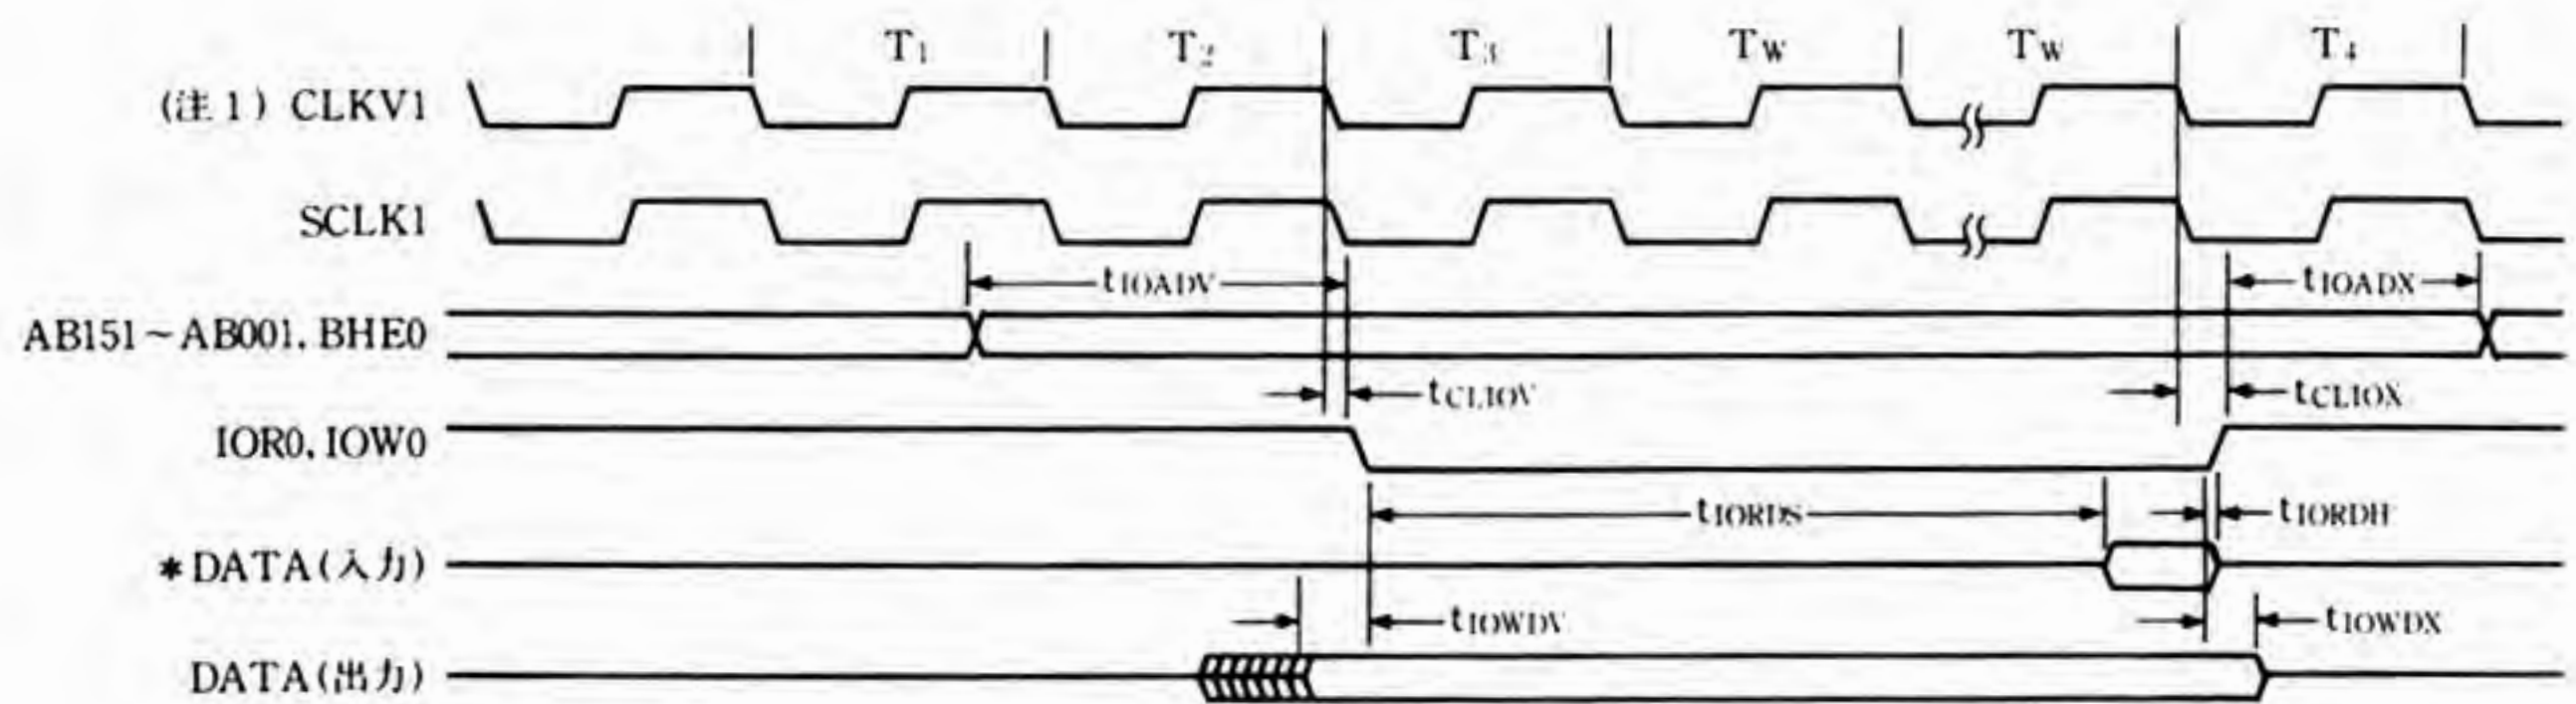 T1 T2 T3 TW TW T4
(注1) CLKV1
SCLK1
tIOADV tIOADX
AB151~AB001, BHE0
tCLIOV tCLIOX
IOR0, IOW0
tIORDS tIORDH
*DATA(入力)
tIOWDV tIOWDX
DATA(出力)